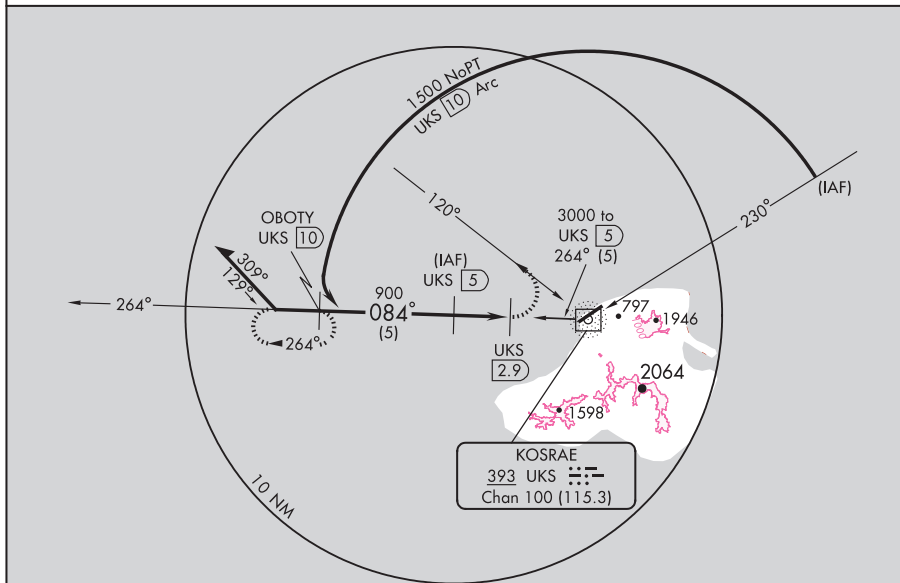 1500 NoPT
UKS 10 Arc
(IAF)
230°
120°
OBOTY
UKS 10
3000 to
UKS 5
264° (5)
(IAF)
UKS 5
309°
129°
264°
900
084°
(5)
264°
UKS
2.9
797
1946
2064
1598
KOSRAE
393 UKS
Chan 100 (115.3)
10 NM